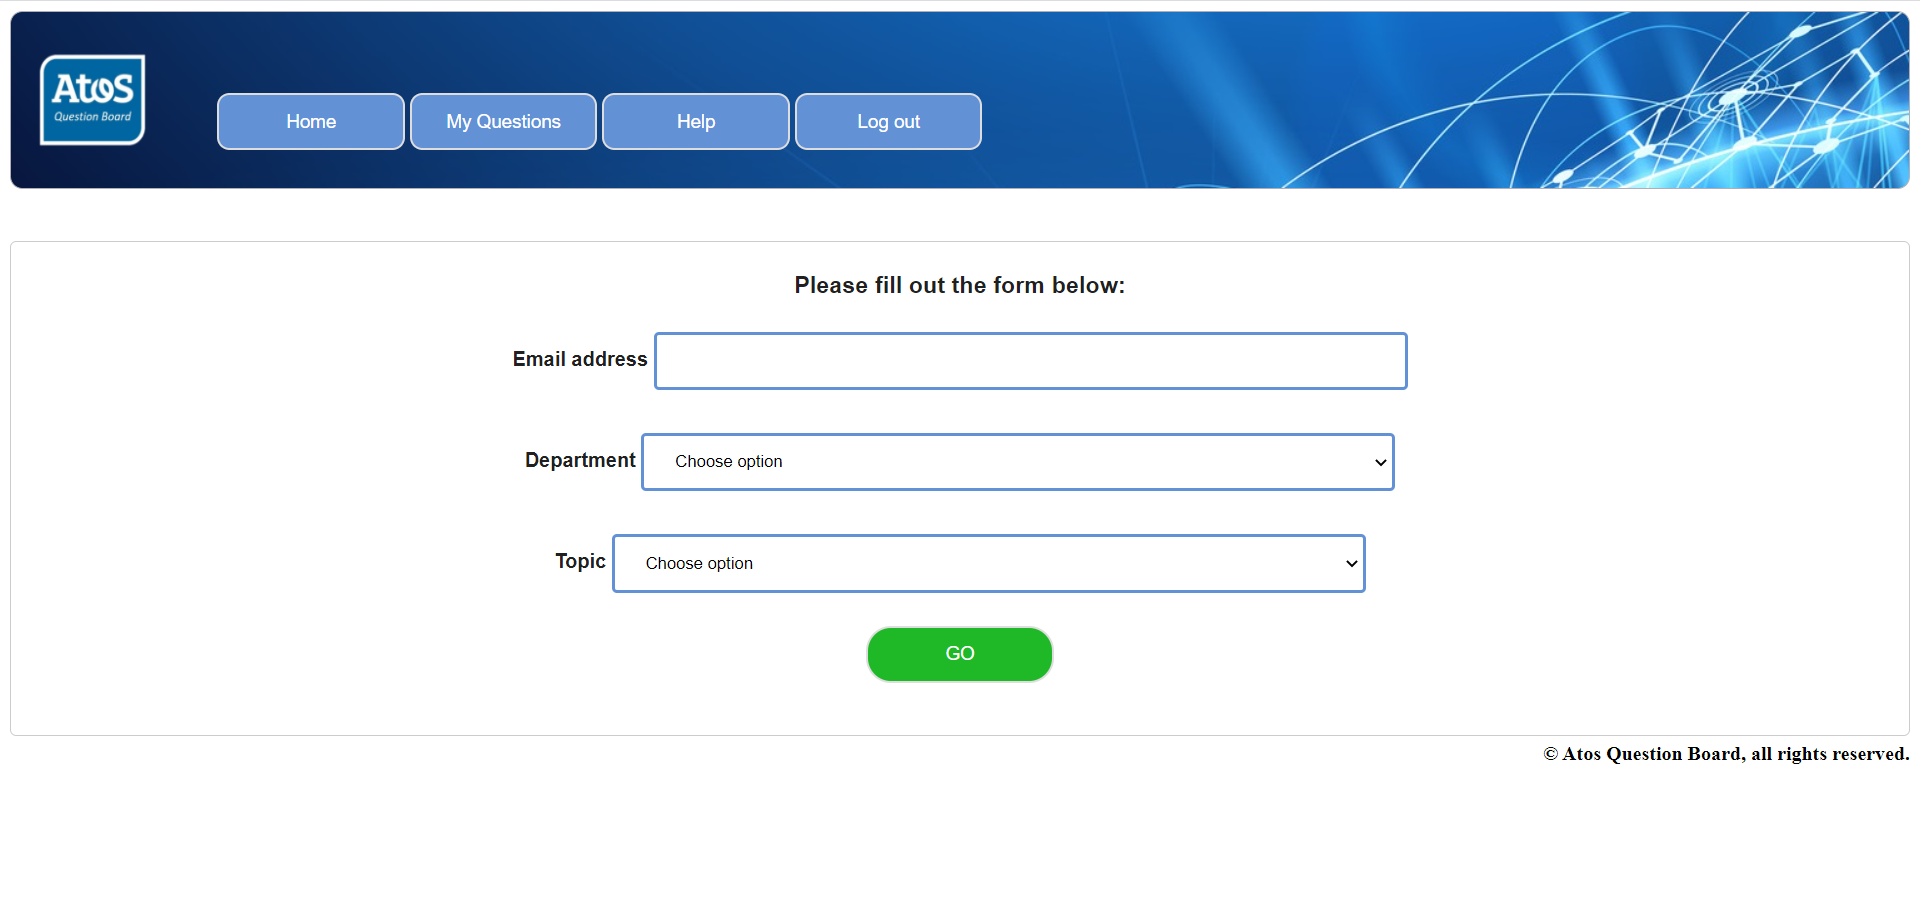 Atos
Question Board
Home
My Questions
Help
Log out
Please fill out the form below:
Email address
Department
Choose option
Topic
Choose option
GO
© Atos Question Board, all rights reserved.